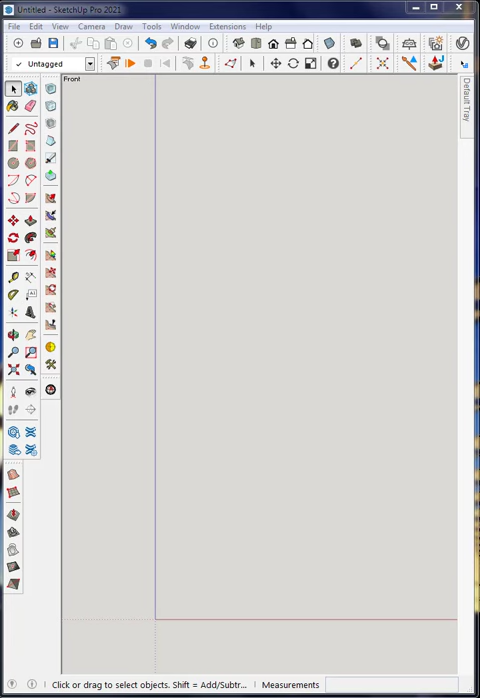 Untitled - SketchUp Pro 2021
File Edit View Camera Draw Tools Window Extensions Help
✓ Untagged
Front
Default Tray
A1
Click or drag to select objects. Shift = Add/Subtr... Measurements